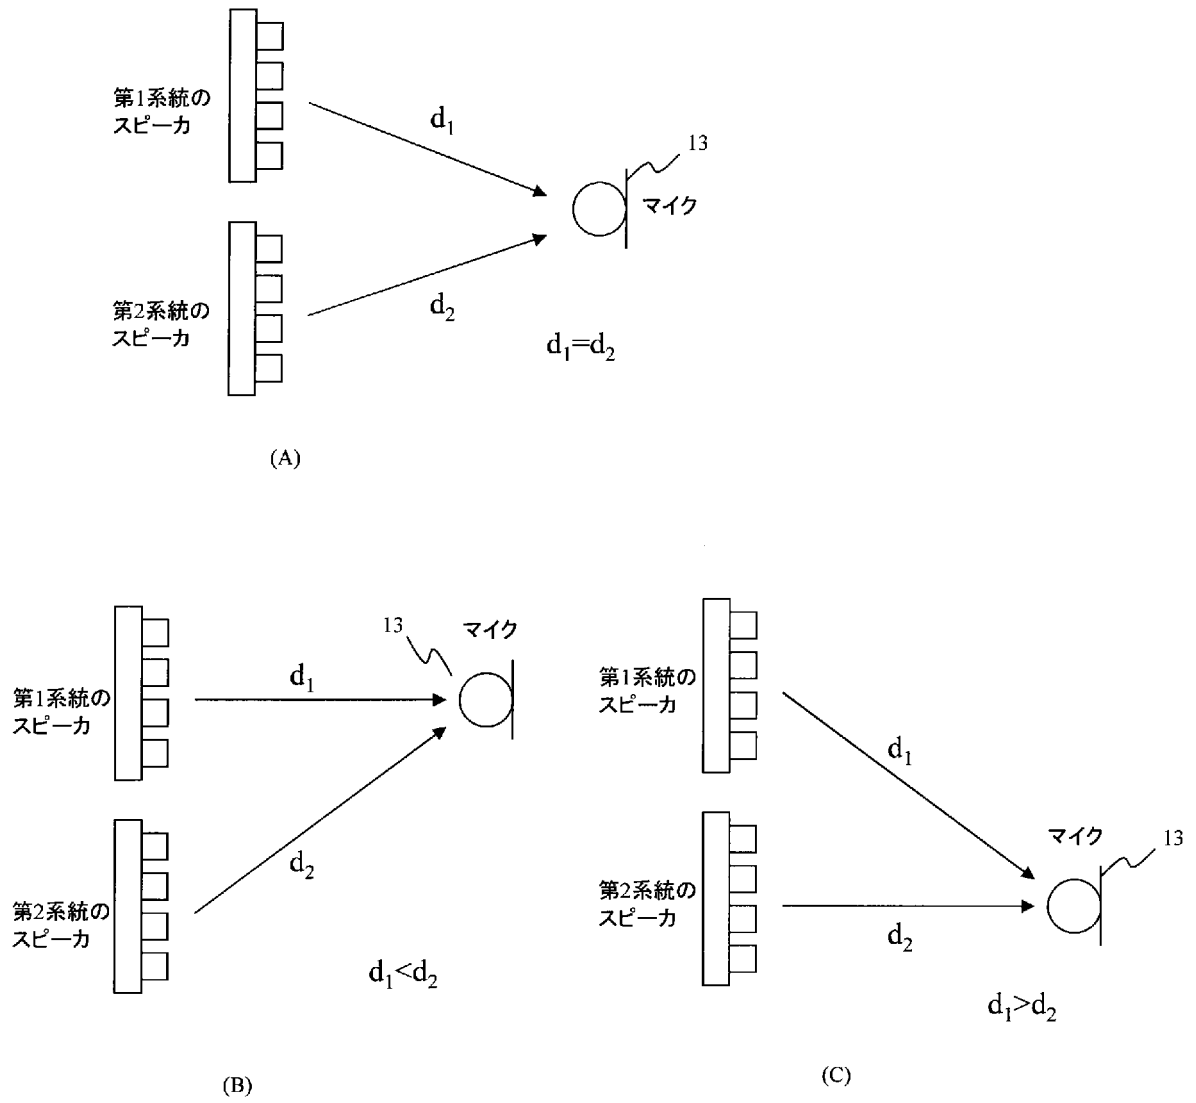 第1系統の
スピーカ
d1
13
マイク
第2系統の
スピーカ
d2
d1=d2
(A)
13
マイク
第1系統の
スピーカ
d1
第2系統の
スピーカ
d2
d1<d2
(B)
第1系統の
スピーカ
d1
マイク
13
第2系統の
スピーカ
d2
d1>d2
(C)